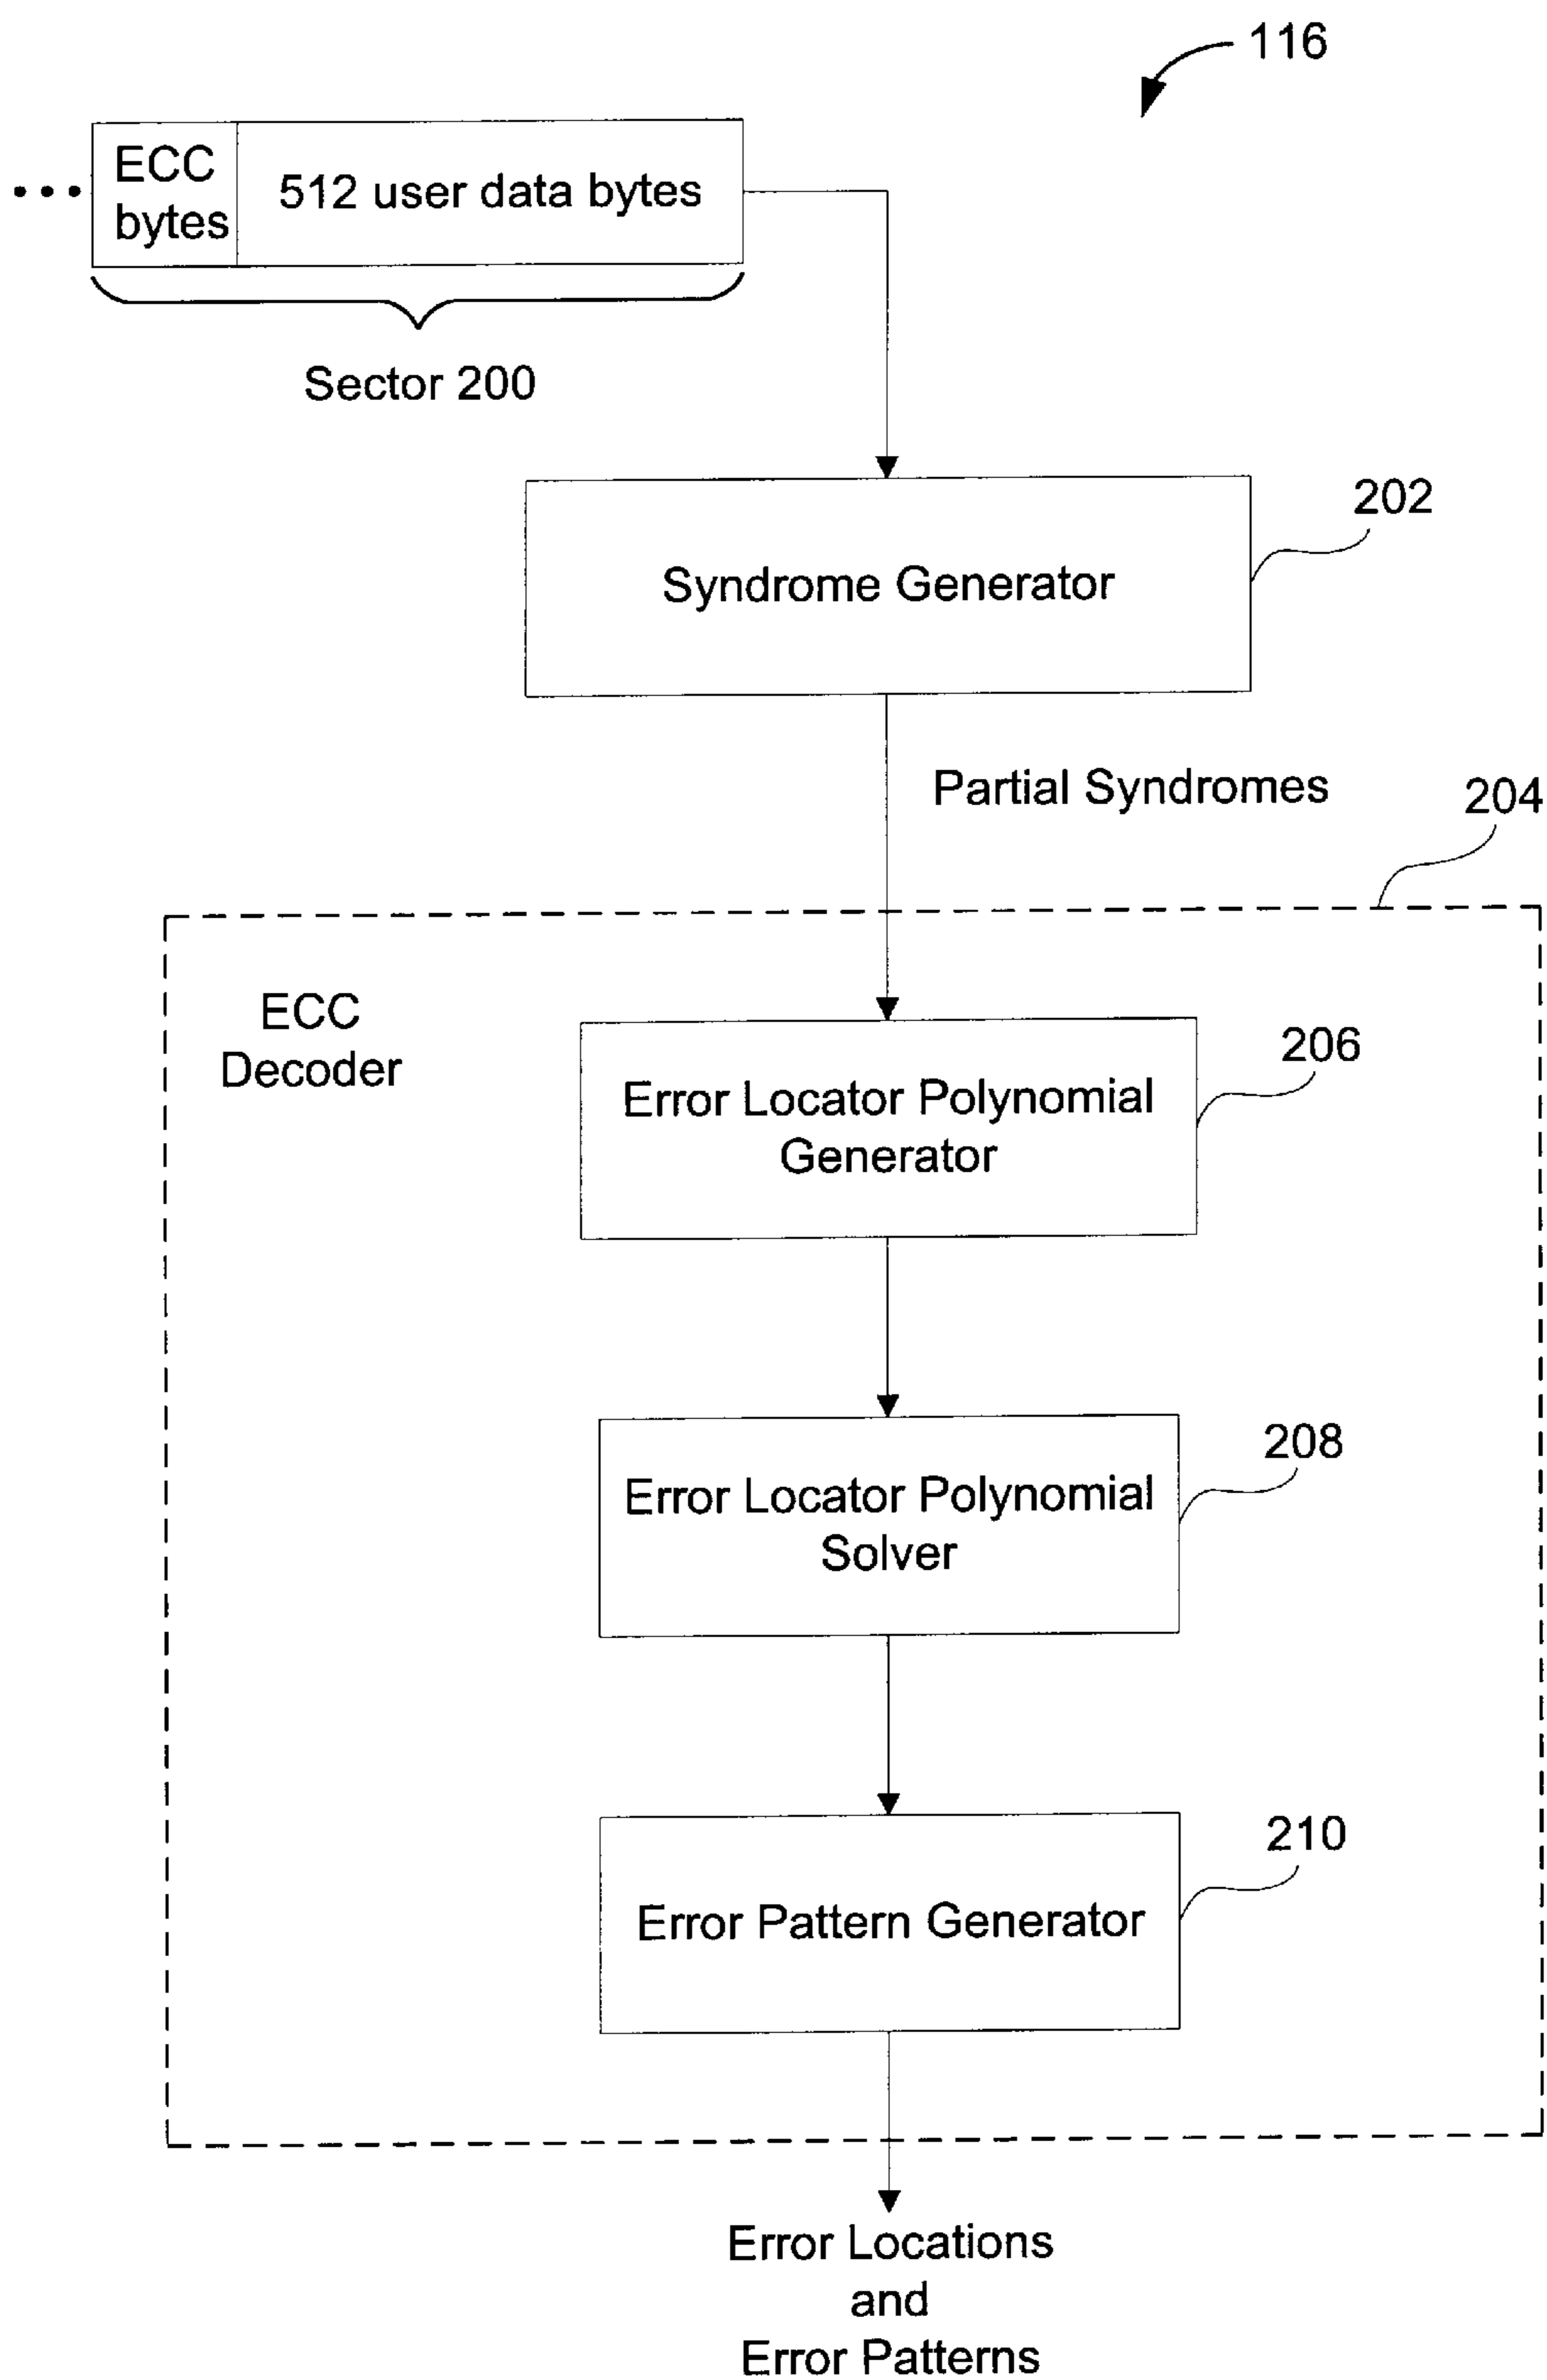 116
ECC
bytes
512 user data bytes
Sector 200
202
Syndrome Generator
Partial Syndromes
204
ECC
Decoder
206
Error Locator Polynomial
Generator
208
Error Locator Polynomial
Solver
210
Error Pattern Generator
Error Locations
and
Error Patterns